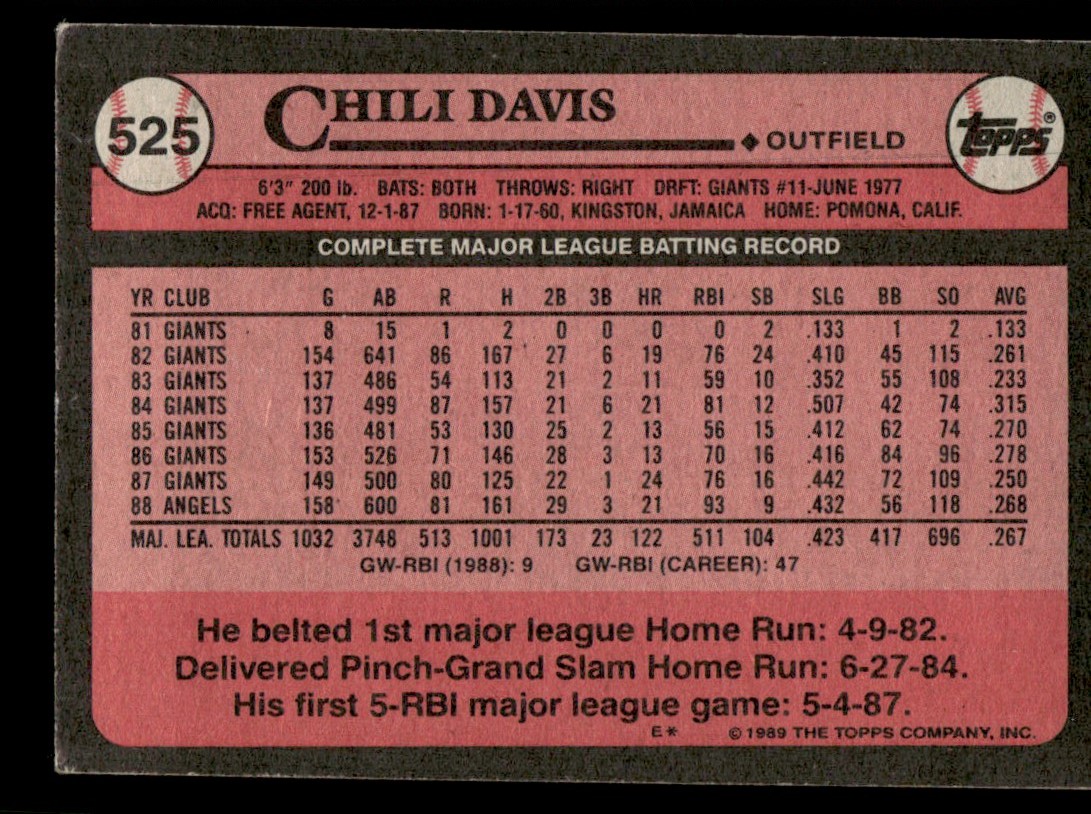 525
CHILI DAVIS
◆ OUTFIELD
topps®
6'3" 200 lb. BATS: BOTH THROWS: RIGHT DRFT: GIANTS #11-JUNE 1977
ACQ: FREE AGENT, 12-1-87 BORN: 1-17-60, KINGSTON, JAMAICA HOME: POMONA, CALIF.
COMPLETE MAJOR LEAGUE BATTING RECORD
YR CLUB G AB R H 2B 3B HR RBI SB SLG BB SO AVG
81 GIANTS 8 15 1 2 0 0 0 0 2 .133 1 2 .133
82 GIANTS 154 641 86 167 27 6 19 76 24 .410 45 115 .261
83 GIANTS 137 486 54 113 21 2 11 59 10 .352 55 108 .233
84 GIANTS 137 499 87 157 21 6 21 81 12 .507 42 74 .315
85 GIANTS 136 481 53 130 25 2 13 56 15 .412 62 74 .270
86 GIANTS 153 526 71 146 28 3 13 70 16 .416 84 96 .278
87 GIANTS 149 500 80 125 22 1 24 76 16 .442 72 109 .250
88 ANGELS 158 600 81 161 29 3 21 93 9 .432 56 118 .268
MAJ. LEA. TOTALS 1032 3748 513 1001 173 23 122 511 104 .423 417 696 .267
GW-RBI (1988): 9 GW-RBI (CAREER): 47
He belted 1st major league Home Run: 4-9-82.
Delivered Pinch-Grand Slam Home Run: 6-27-84.
His first 5-RBI major league game: 5-4-87.
E* © 1989 THE TOPPS COMPANY, INC.